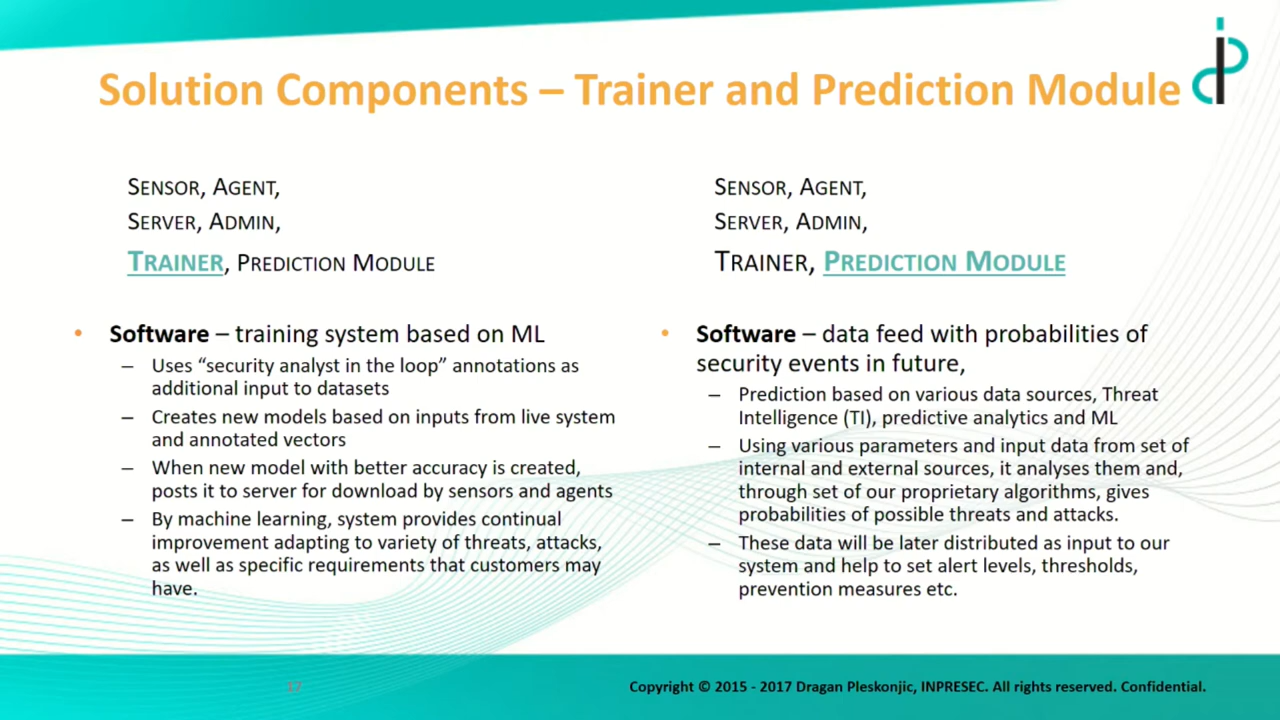 Solution Components – Trainer and Prediction Module
SENSOR, AGENT,
SERVER, ADMIN,
TRAINER, PREDICTION MODULE
• Software – training system based on ML
– Uses “security analyst in the loop” annotations as
additional input to datasets
– Creates new models based on inputs from live system
and annotated vectors
– When new model with better accuracy is created,
posts it to server for download by sensors and agents
– By machine learning, system provides continual
improvement adapting to variety of threats, attacks,
as well as specific requirements that customers may
have.
SENSOR, AGENT,
SERVER, ADMIN,
TRAINER, PREDICTION MODULE
• Software – data feed with probabilities of
security events in future,
– Prediction based on various data sources, Threat
Intelligence (TI), predictive analytics and ML
– Using various parameters and input data from set of
internal and external sources, it analyses them and,
through set of our proprietary algorithms, gives
probabilities of possible threats and attacks.
– These data will be later distributed as input to our
system and help to set alert levels, thresholds,
prevention measures etc.
17
Copyright © 2015 - 2017 Dragan Pleskonjic, INPRESEC. All rights reserved. Confidential.